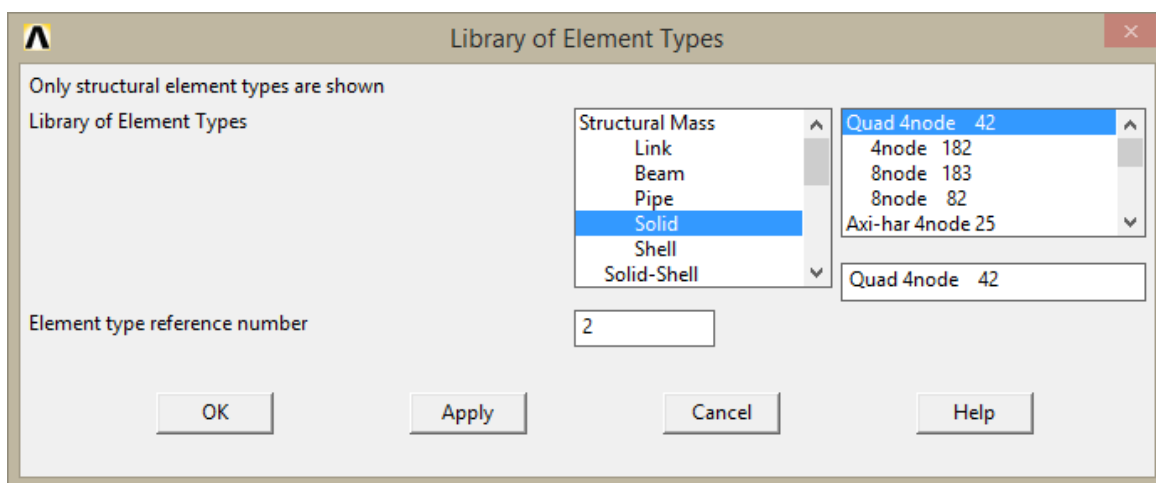 Library of Element Types
Only structural element types are shown
Library of Element Types
Structural Mass
Link
Beam
Pipe
Solid
Shell
Solid-Shell
Quad 4node 42
4node 182
8node 183
8node 82
Axi-har 4node 25
Quad 4node 42
Element type reference number
2
OK Apply Cancel Help